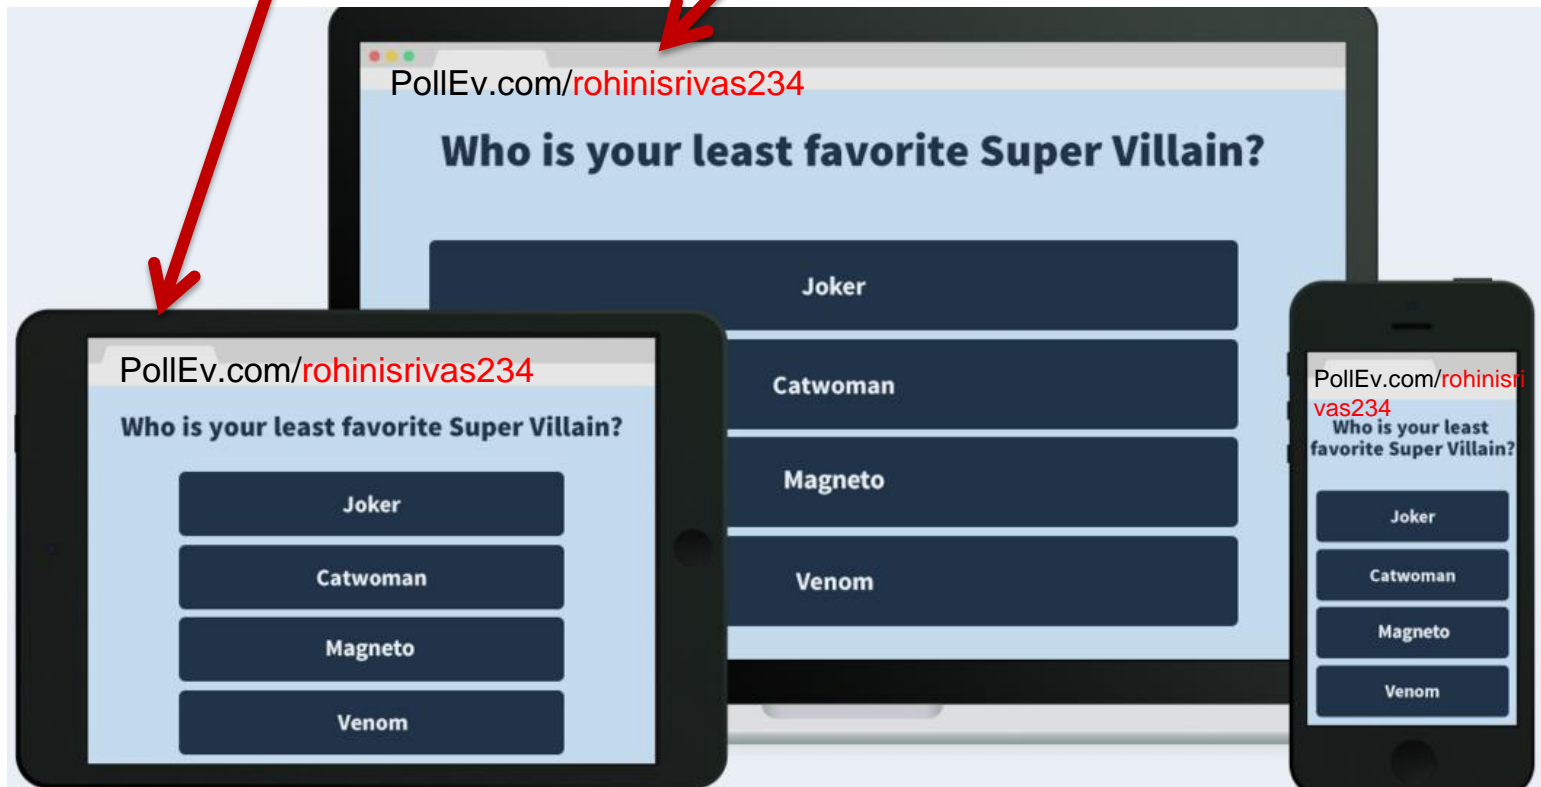 PollEv.com/rohinisrivas234
Who is your least favorite Super Villain?
Joker
Catwoman
Magneto
Venom
PollEv.com/rohinisrivas234
Who is your least favorite Super Villain?
Joker
Catwoman
Magneto
Venom
PollEv.com/rohinisri
vas234
Who is your least
favorite Super Villain?
Joker
Catwoman
Magneto
Venom